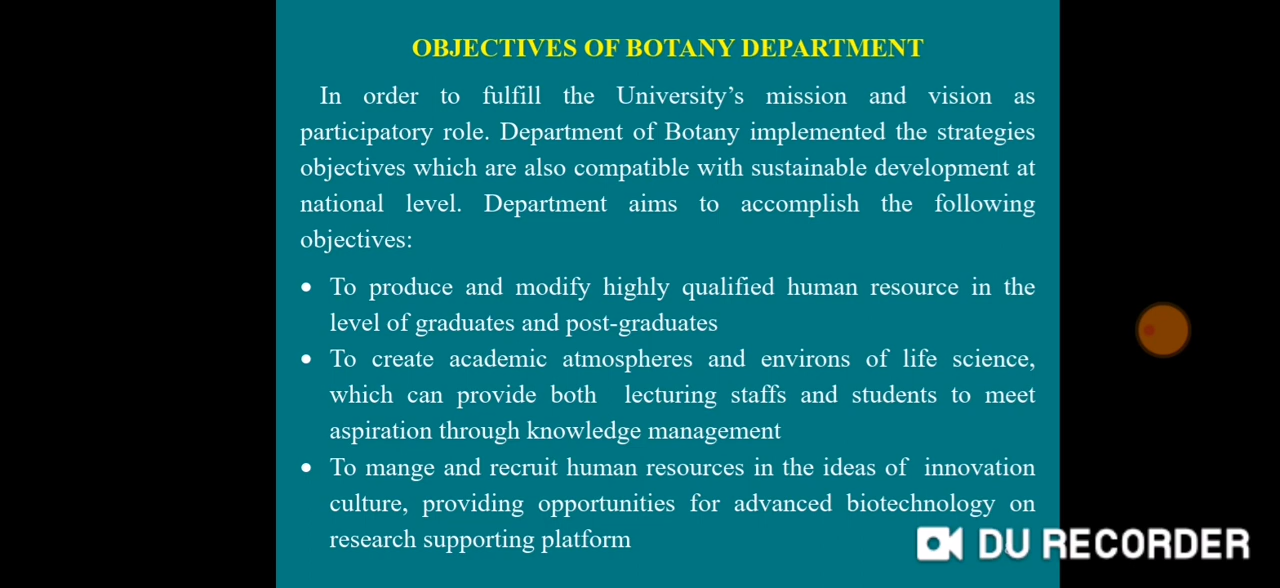 OBJECTIVES OF BOTANY DEPARTMENT
In order to fulfill the University’s mission and vision as
participatory role. Department of Botany implemented the strategies
objectives which are also compatible with sustainable development at
national level. Department aims to accomplish the following
objectives:
• To produce and modify highly qualified human resource in the
level of graduates and post-graduates
• To create academic atmospheres and environs of life science,
which can provide both lecturing staffs and students to meet
aspiration through knowledge management
• To mange and recruit human resources in the ideas of innovation
culture, providing opportunities for advanced biotechnology on
research supporting platform
DU RECORDER